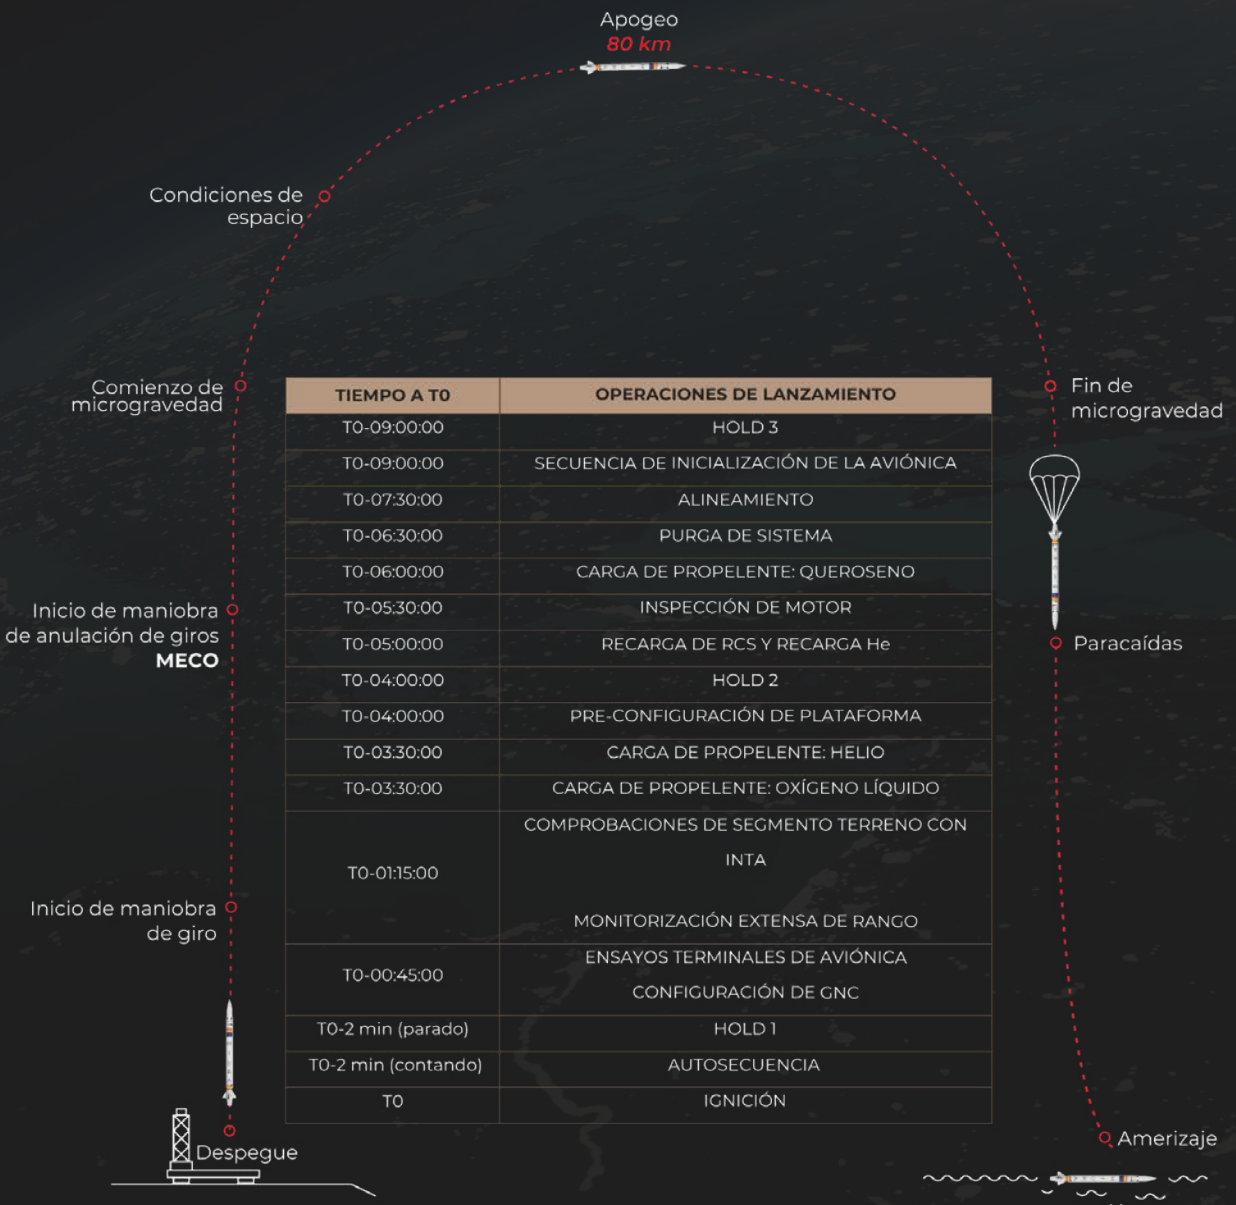 Apogeo
80 km
Condiciones de
espacio
Comienzo de
microgravedad
Inicio de maniobra
de anulación de giros
MECO
Inicio de maniobra
de giro
Despegue
TIEMPO A T0 OPERACIONES DE LANZAMIENTO
T0-09:00:00 HOLD 3
T0-09:00:00 SECUENCIA DE INICIALIZACIÓN DE LA AVIÓNICA
T0-07:30:00 ALINEAMIENTO
T0-06:30:00 PURGA DE SISTEMA
T0-06:00:00 CARGA DE PROPELENTE: QUEROSENO
T0-05:30:00 INSPECCIÓN DE MOTOR
T0-05:00:00 RECARGA DE RCS Y RECARGA He
T0-04:00:00 HOLD 2
T0-04:00:00 PRE-CONFIGURACIÓN DE PLATAFORMA
T0-03:30:00 CARGA DE PROPELENTE: HELIO
T0-03:30:00 CARGA DE PROPELENTE: OXÍGENO LÍQUIDO
COMPROBACIONES DE SEGMENTO TERRENO CON
INTA
T0-01:15:00
MONITORIZACIÓN EXTENSA DE RANGO
ENSAYOS TERMINALES DE AVIÓNICA
T0-00:45:00
CONFIGURACIÓN DE GNC
T0-2 min (parado) HOLD 1
T0-2 min (contando) AUTOSECUENCIA
T0 IGNICIÓN
Fin de
microgravedad
Paracaídas
Amerizaje